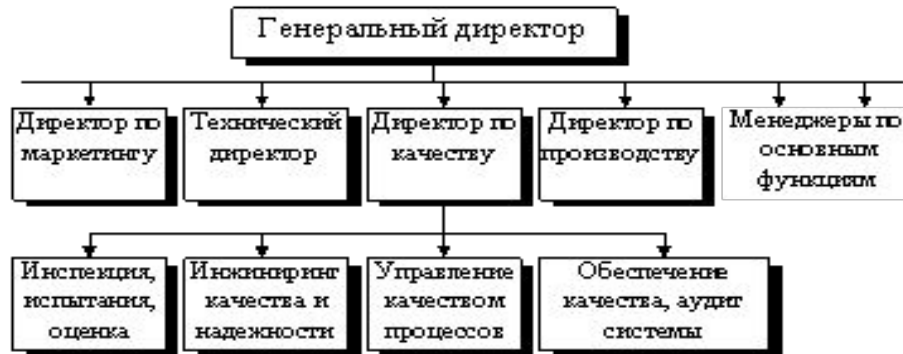 Генеральный директор
Директор по
маркетингу
Технический
директор
Директор по
качеству
Директор по
производству
Менеджеры по
основным
функциям
Инспекция,
испытания,
оценка
Инжиниринг
качества и
надежности
Управление
качеством
процессов
Обеспечение
качества, аудит
системы